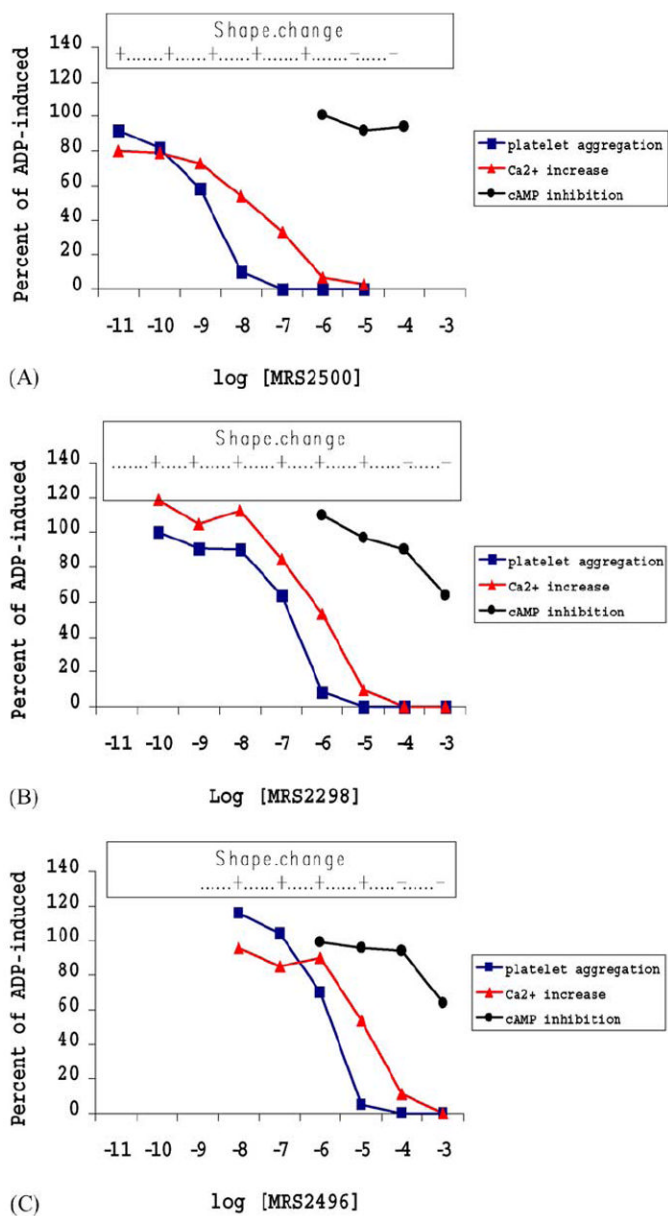 Shape.change
+......+......+......+......+......+.......−......−
140
120
100
80
60
40
20
0
Percent of ADP-induced
-11 -10 -9 -8 -7 -6 -5 -4 -3
(A)
log [MRS2500]
platelet aggregation
Ca2+ increase
cAMP inhibition
Shape.change
.......+......+.......+.......+......+.......+.......−......−
140
120
100
80
60
40
20
0
Percent of ADP-induced
-11 -10 -9 -8 -7 -6 -5 -4 -3
(B)
Log [MRS2298]
platelet aggregation
Ca2+ increase
cAMP inhibition
Shape.change
......+......+......+.......+......−......−
140
120
100
80
60
40
20
0
Percent of ADP-induced
-11 -10 -9 -8 -7 -6 -5 -4 -3
(C)
log [MRS2496]
platelet aggregation
Ca2+ increase
cAMP inhibition